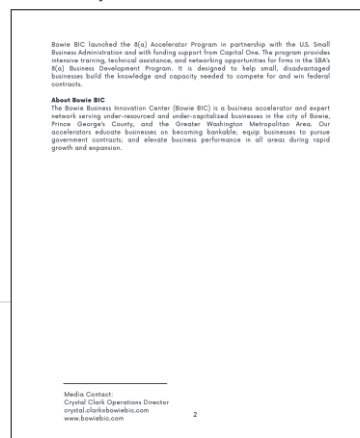 Bowie BIC launched the 8(a) Accelerator Program in partnership with the U.S. Small
Business Administration and with funding support from Capital One. The program provides
intensive training, technical assistance, and networking opportunities for firms in the SBA's
8(a) Business Development Program. It is designed to help small, disadvantaged
businesses build the knowledge and capacity needed to compete for and win federal
contracts.
About Bowie BIC
The Bowie Business Innovation Center (Bowie BIC) is a business accelerator and expert
network serving under-resourced and under-capitalized businesses in the city of Bowie,
Prince George's County, and the Greater Washington Metropolitan Area. Our
accelerators educate businesses on becoming bankable; equip businesses to pursue
government contracts; and elevate business performance in all areas during rapid
growth and expansion.
Media Contact:
Crystal Clark Operations Director
crystal.clark@bowiebic.com
www.bowiebic.com
2